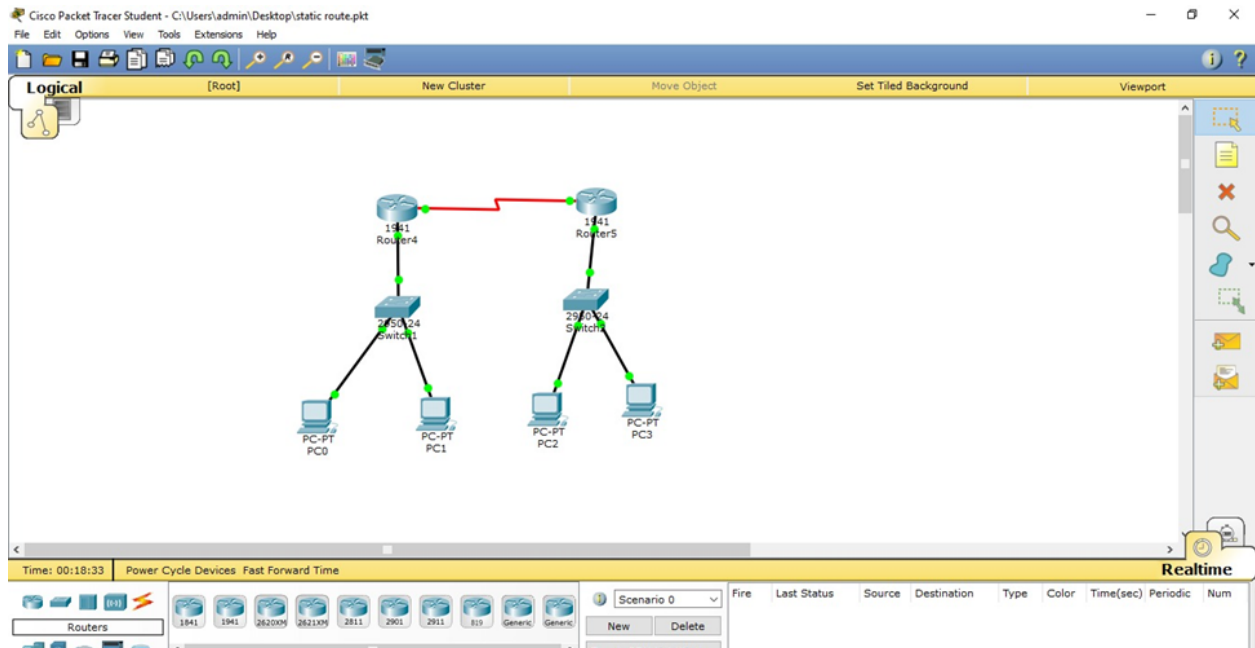 Cisco Packet Tracer Student - C:\Users\admin\Desktop\static route.pkt
File Edit Options View Tools Extensions Help
Logical [Root] New Cluster Move Object Set Tiled Background Viewport
1941
Router4
1941
Router5
2950-24
Switch1
2950-24
Switch2
PC-PT
PC0
PC-PT
PC1
PC-PT
PC2
PC-PT
PC3
Time: 00:18:33 Power Cycle Devices Fast Forward Time Realtime
Routers
1841 1941 2620XM 2621XM 2811 2901 2911 819 Generic Generic
Scenario 0
New Delete
Fire Last Status Source Destination Type Color Time(sec) Periodic Num